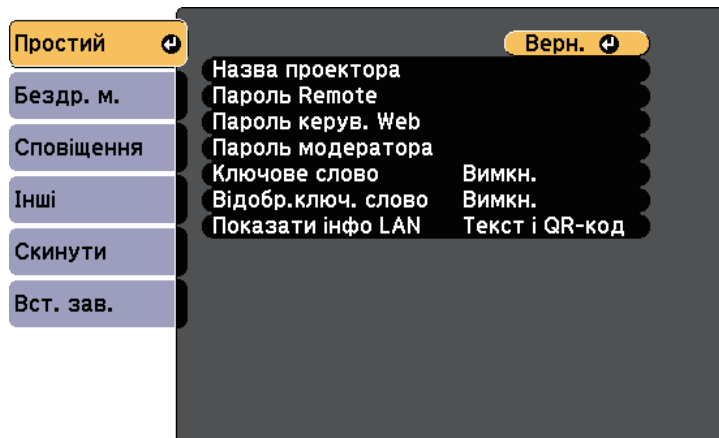 Простий
Бездр. м.
Сповіщення
Інші
Скинути
Вст. зав.
Верн.
Назва проектора
Пароль Remote
Пароль керув. Web
Пароль модератора
Ключове слово Вимкн.
Відобр.ключ. слово Вимкн.
Показати інфо LAN Текст і QR-код